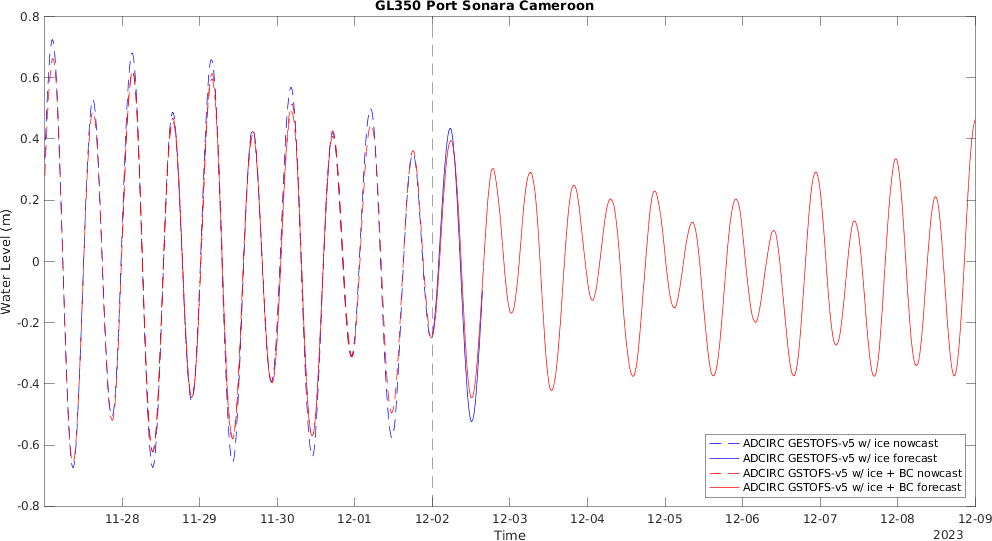 GL350 Port Sonara Cameroon
0.8
0.6
0.4
0.2
0
-0.2
-0.4
-0.6
-0.8
Water Level (m)
ADCIRC GESTOFS-v5 w/ ice nowcast
ADCIRC GESTOFS-v5 w/ ice forecast
ADCIRC GSTOFS-v5 w/ ice + BC nowcast
ADCIRC GSTOFS-v5 w/ ice + BC forecast
11-28 11-29 11-30 12-01 12-02 12-03 12-04 12-05 12-06 12-07 12-08 12-09
Time
2023